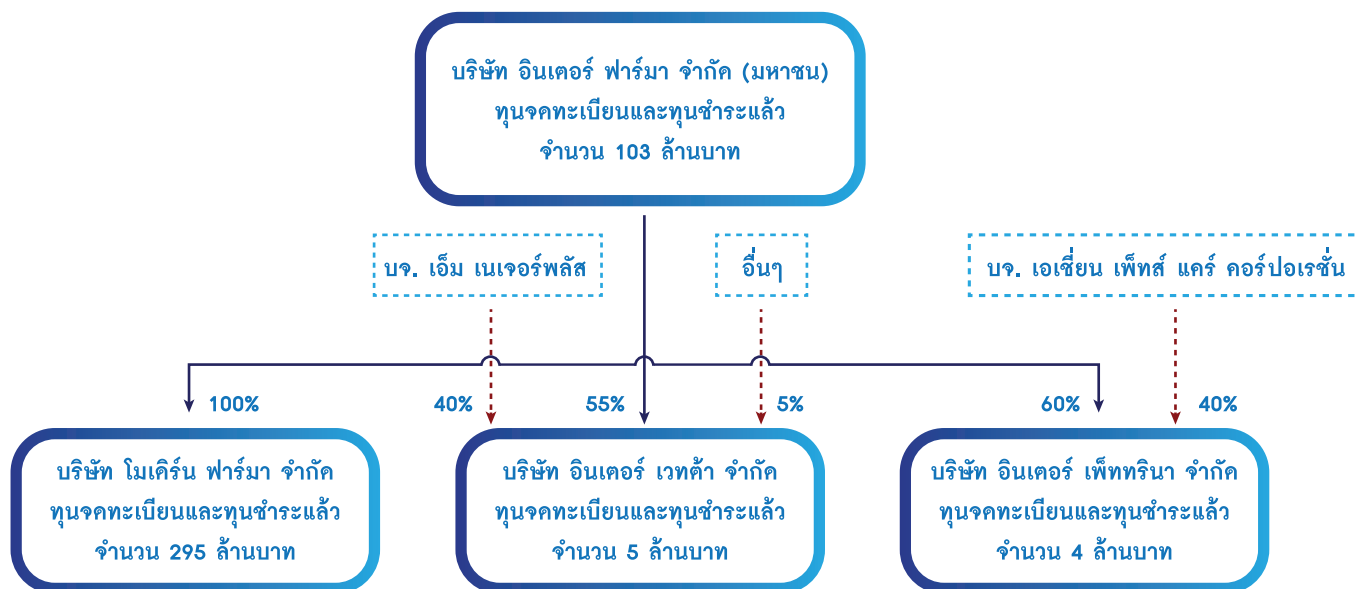 บริษัท อินเตอร์ ฟาร์มา จำกัด (มหาชน)
ทุนจดทะเบียนและทุนชำระแล้ว
จำนวน 103 ล้านบาท
บจ. เอ็ม เนเจอร์พลัส
อื่นๆ
บจ. เอเชี่ยน เพ็ทส์ แคร์ คอร์ปอเรชั่น
100%
40%
55%
5%
60%
40%
บริษัท โมเดิร์น ฟาร์มา จำกัด
ทุนจดทะเบียนและทุนชำระแล้ว
จำนวน 295 ล้านบาท
บริษัท อินเตอร์ เวทต้า จำกัด
ทุนจดทะเบียนและทุนชำระแล้ว
จำนวน 5 ล้านบาท
บริษัท อินเตอร์ เพ็ททรินา จำกัด
ทุนจดทะเบียนและทุนชำระแล้ว
จำนวน 4 ล้านบาท